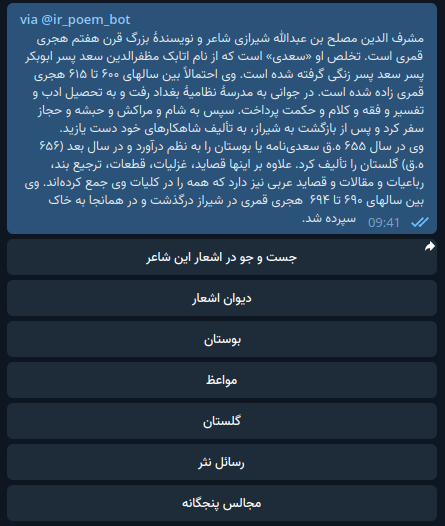 via @ir_poem_bot
مشرف الدین مصلح بن عبدالله شیرازی شاعر و نویسندهٔ بزرگ قرن هفتم هجری
قمری است. تخلص او «سعدی» است که از نام اتابک مظفرالدین سعد پسر ابوبکر
پسر سعد پسر زنگی گرفته شده است. وی احتمالاً بین سالهای ۶۰۰ تا ۶۱۵ هجری
قمری زاده شده است. در جوانی به مدرسهٔ نظامیهٔ بغداد رفت و به تحصیل ادب و
تفسیر و فقه و کلام و حکمت پرداخت. سپس به شام و مراکش و حبشه و حجاز
سفر کرد و پس از بازگشت به شیراز، به تألیف شاهکارهای خود دست یازید.
وی در سال ۶۵۵ ه.ق سعدی‌نامه یا بوستان را به نظم درآورد و در سال بعد (۶۵۶
ه.ق) گلستان را تألیف کرد. علاوه بر اینها قصاید، غزلیات، قطعات، ترجیع بند،
رباعیات و مقالات و قصاید عربی نیز دارد که همه را در کلیات وی جمع کرده‌اند. وی
بین سالهای ۶۹۰ تا ۶۹۴ هجری قمری در شیراز درگذشت و در همانجا به خاک
سپرده شد.
09:41
جست و جو در اشعار این شاعر
دیوان اشعار
بوستان
مواعظ
گلستان
رسائل نثر
مجالس پنجگانه